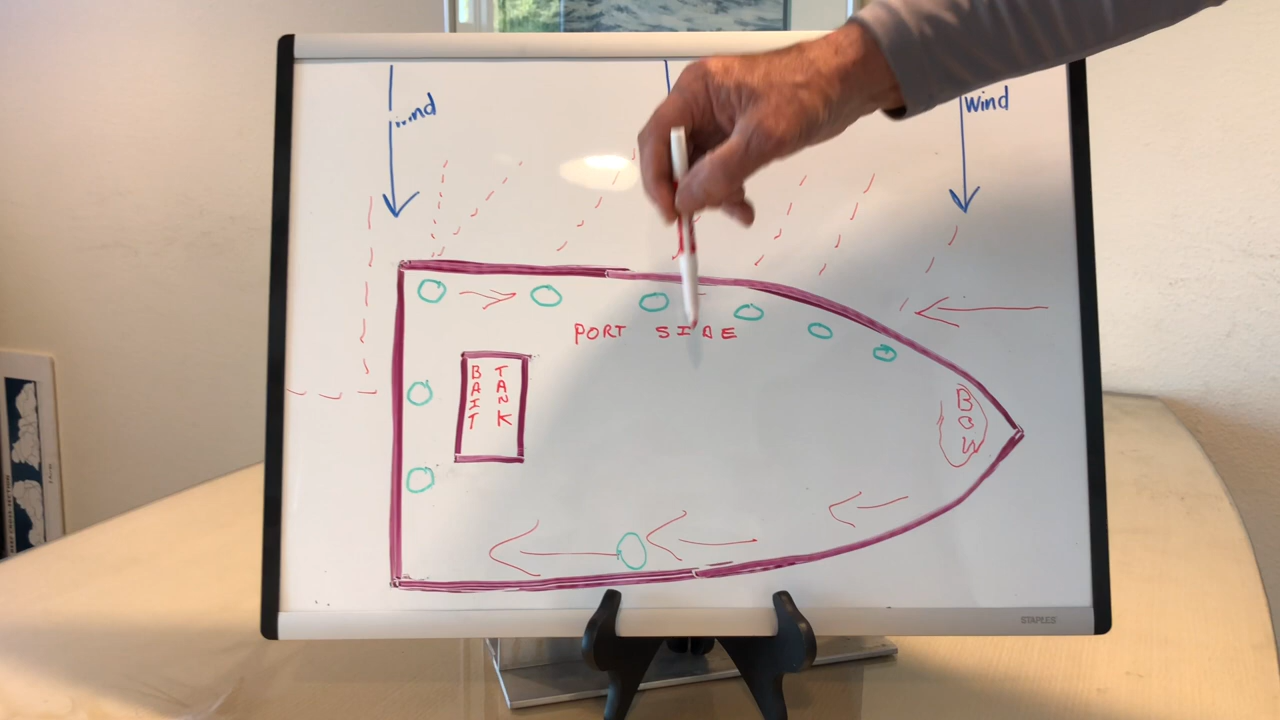 wind
Wind
PORT SIDE
BAIT
TANK
BOW
STAPLES